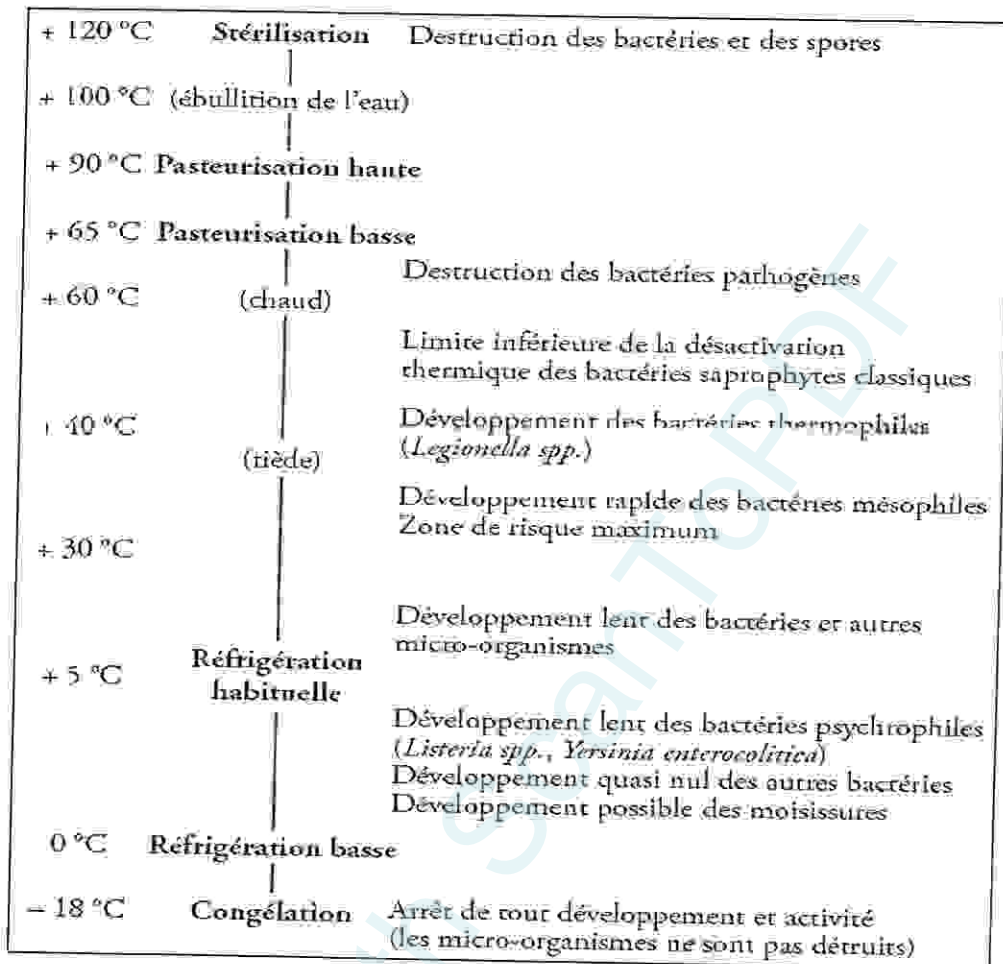 + 120 °C Stérilisation Destruction des bactéries et des spores
+ 100 °C (ébullition de l'eau)
+ 90 °C Pasteurisation haute
+ 65 °C Pasteurisation basse
Destruction des bactéries pathogènes
+ 60 °C (chaud)
Limite inférieure de la désactivation
thermique des bactéries saprophytes classiques
+ 40 °C Développement des bactéries thermophiles
(Legionella spp.)
(tiède)
Développement rapide des bactéries mésophiles
Zone de risque maximum
+ 30 °C
Développement lent des bactéries et autres
micro-organismes
+ 5 °C Réfrigération
habituelle
Développement lent des bactéries psychrophiles
(Listeria spp., Yersinia enterocolitica)
Développement quasi nul des autres bactéries
Développement possible des moisissures
0 °C Réfrigération basse
– 18 °C Congélation Arrêt de tout développement et activité
(les micro-organismes ne sont pas détruits)
ScanToPDF